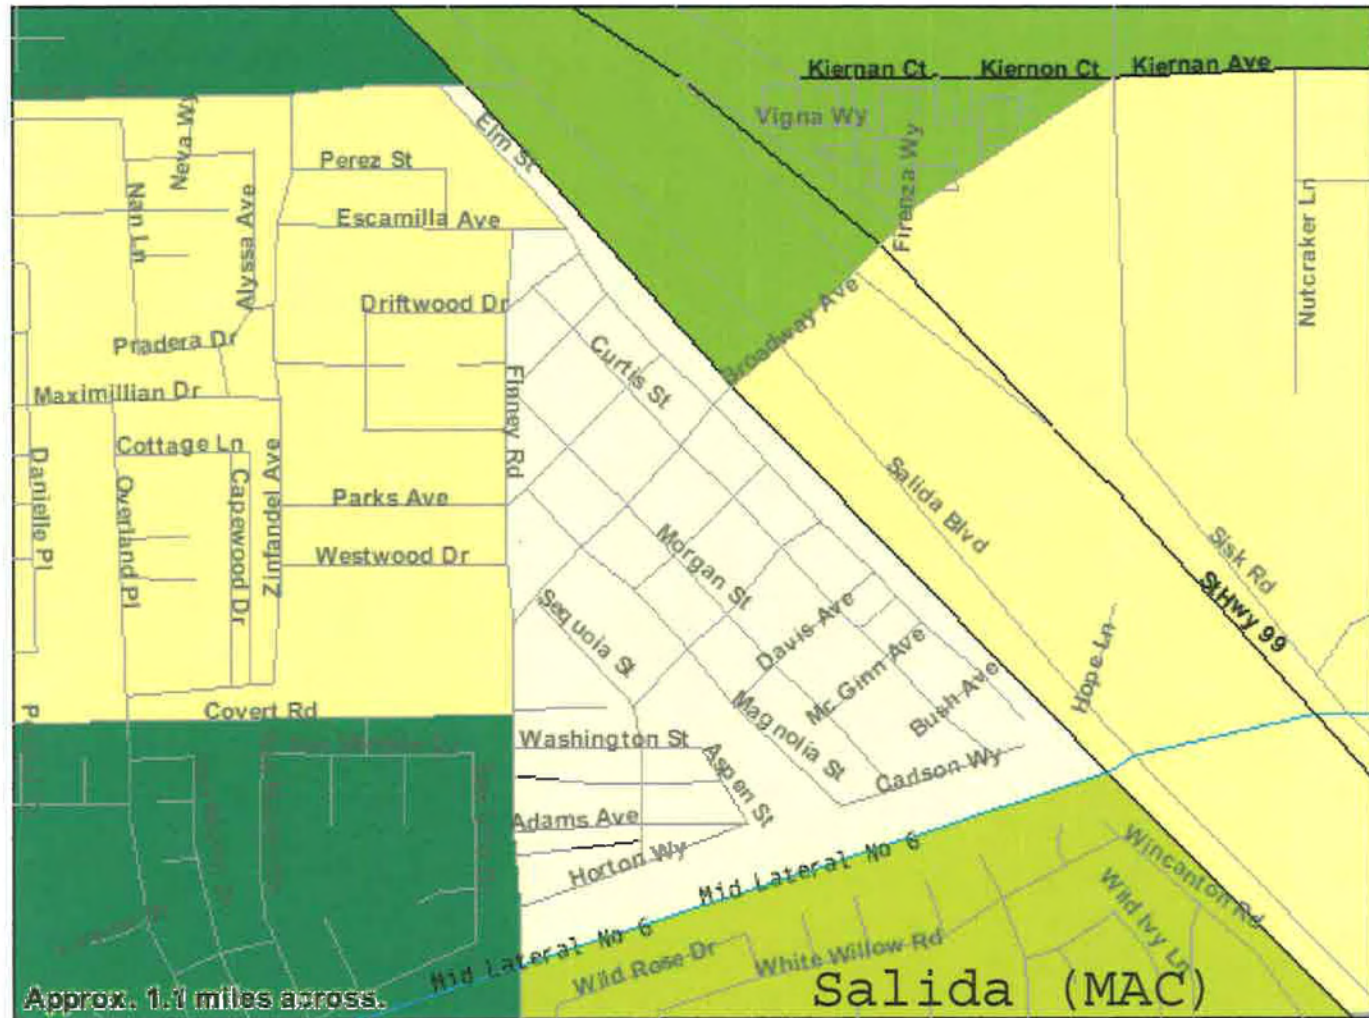 Kiernan Ct
Kiernon Ct
Kiernan Ave
Vigna Wy
Neva Wy
Elm St
Perez St
Firenza Wy
Nan Ln
Alyssa Ave
Escamilla Ave
Nutcraker Ln
Driftwood Dr
Broadway Ave
Pradera Dr
Curtis St
Maximillian Dr
Finney Rd
Cottage Ln
Danielle Pl
Overland Pl
Capewood Dr
Zinfandel Ave
Parks Ave
Salida Blvd
Westwood Dr
Morgan St
Sisk Rd
St Hwy 99
Sequoia St
Davis Ave
Mc Ginn Ave
Hope Ln
Bush Ave
Covert Rd
Magnolia St
Washington St
Aspen St
Carlson Wy
Adams Ave
Horton Wy
Mid Lateral No 6
Wincanton Rd
Wild Ivy Ln
Mid Lateral No 6
Wild Rose Dr
White Willow Rd
Approx. 1.1 miles across.
Salida (MAC)